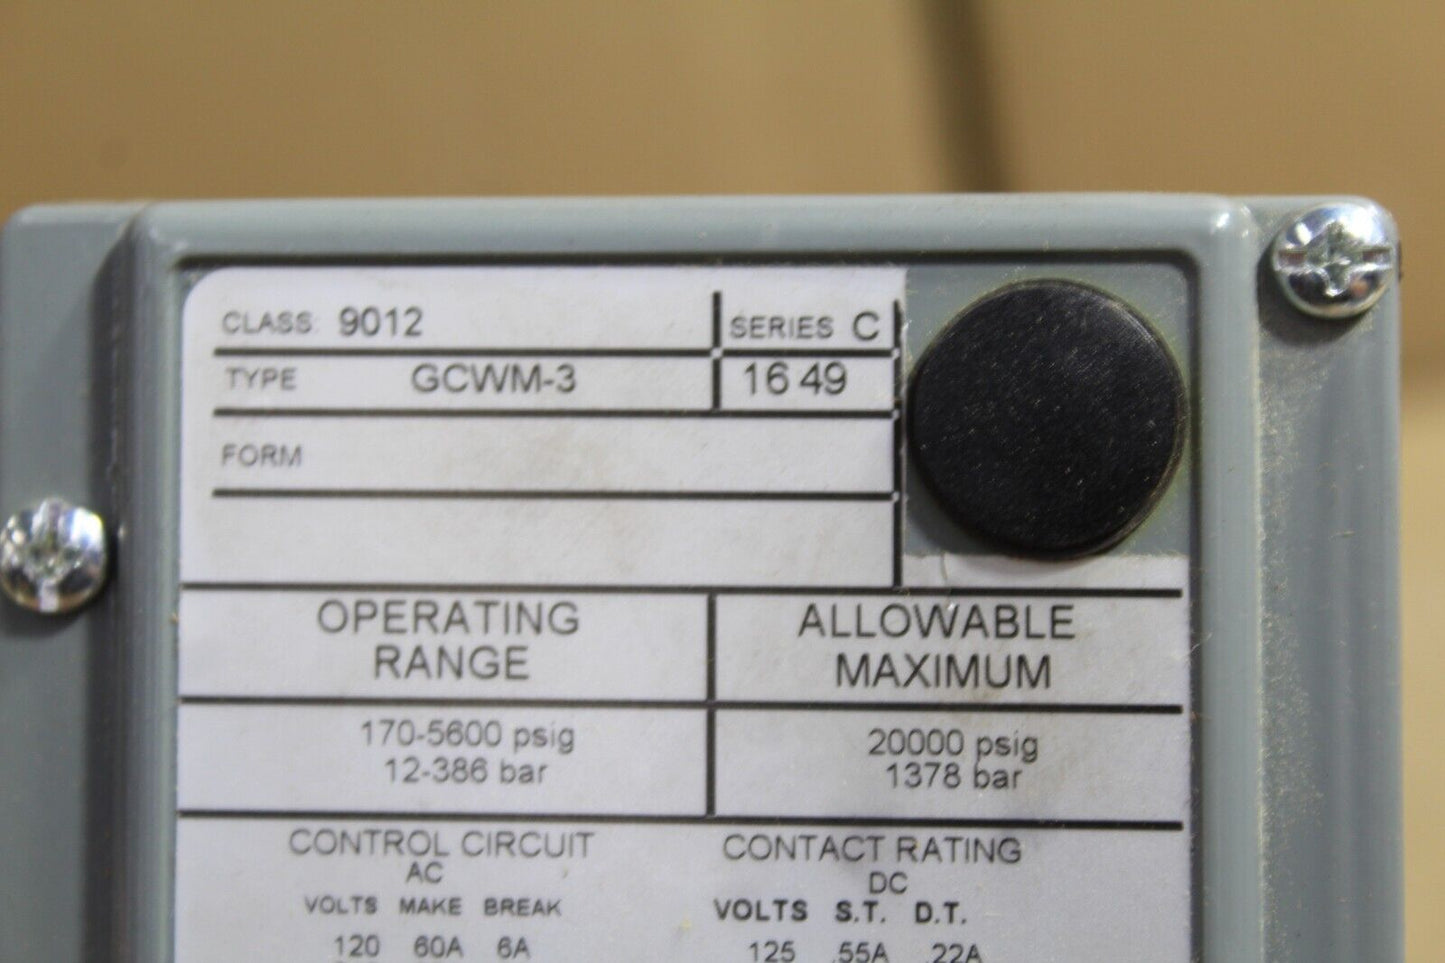 CLASS 9012 SERIES C
TYPE GCWM-3 16 49
FORM
OPERATING RANGE
ALLOWABLE MAXIMUM
170-5600 psig
12-386 bar
20000 psig
1378 bar
CONTROL CIRCUIT CONTACT RATING
AC DC
VOLTS MAKE BREAK VOLTS S.T. D.T.
120 60A 6A 125 .55A .22A